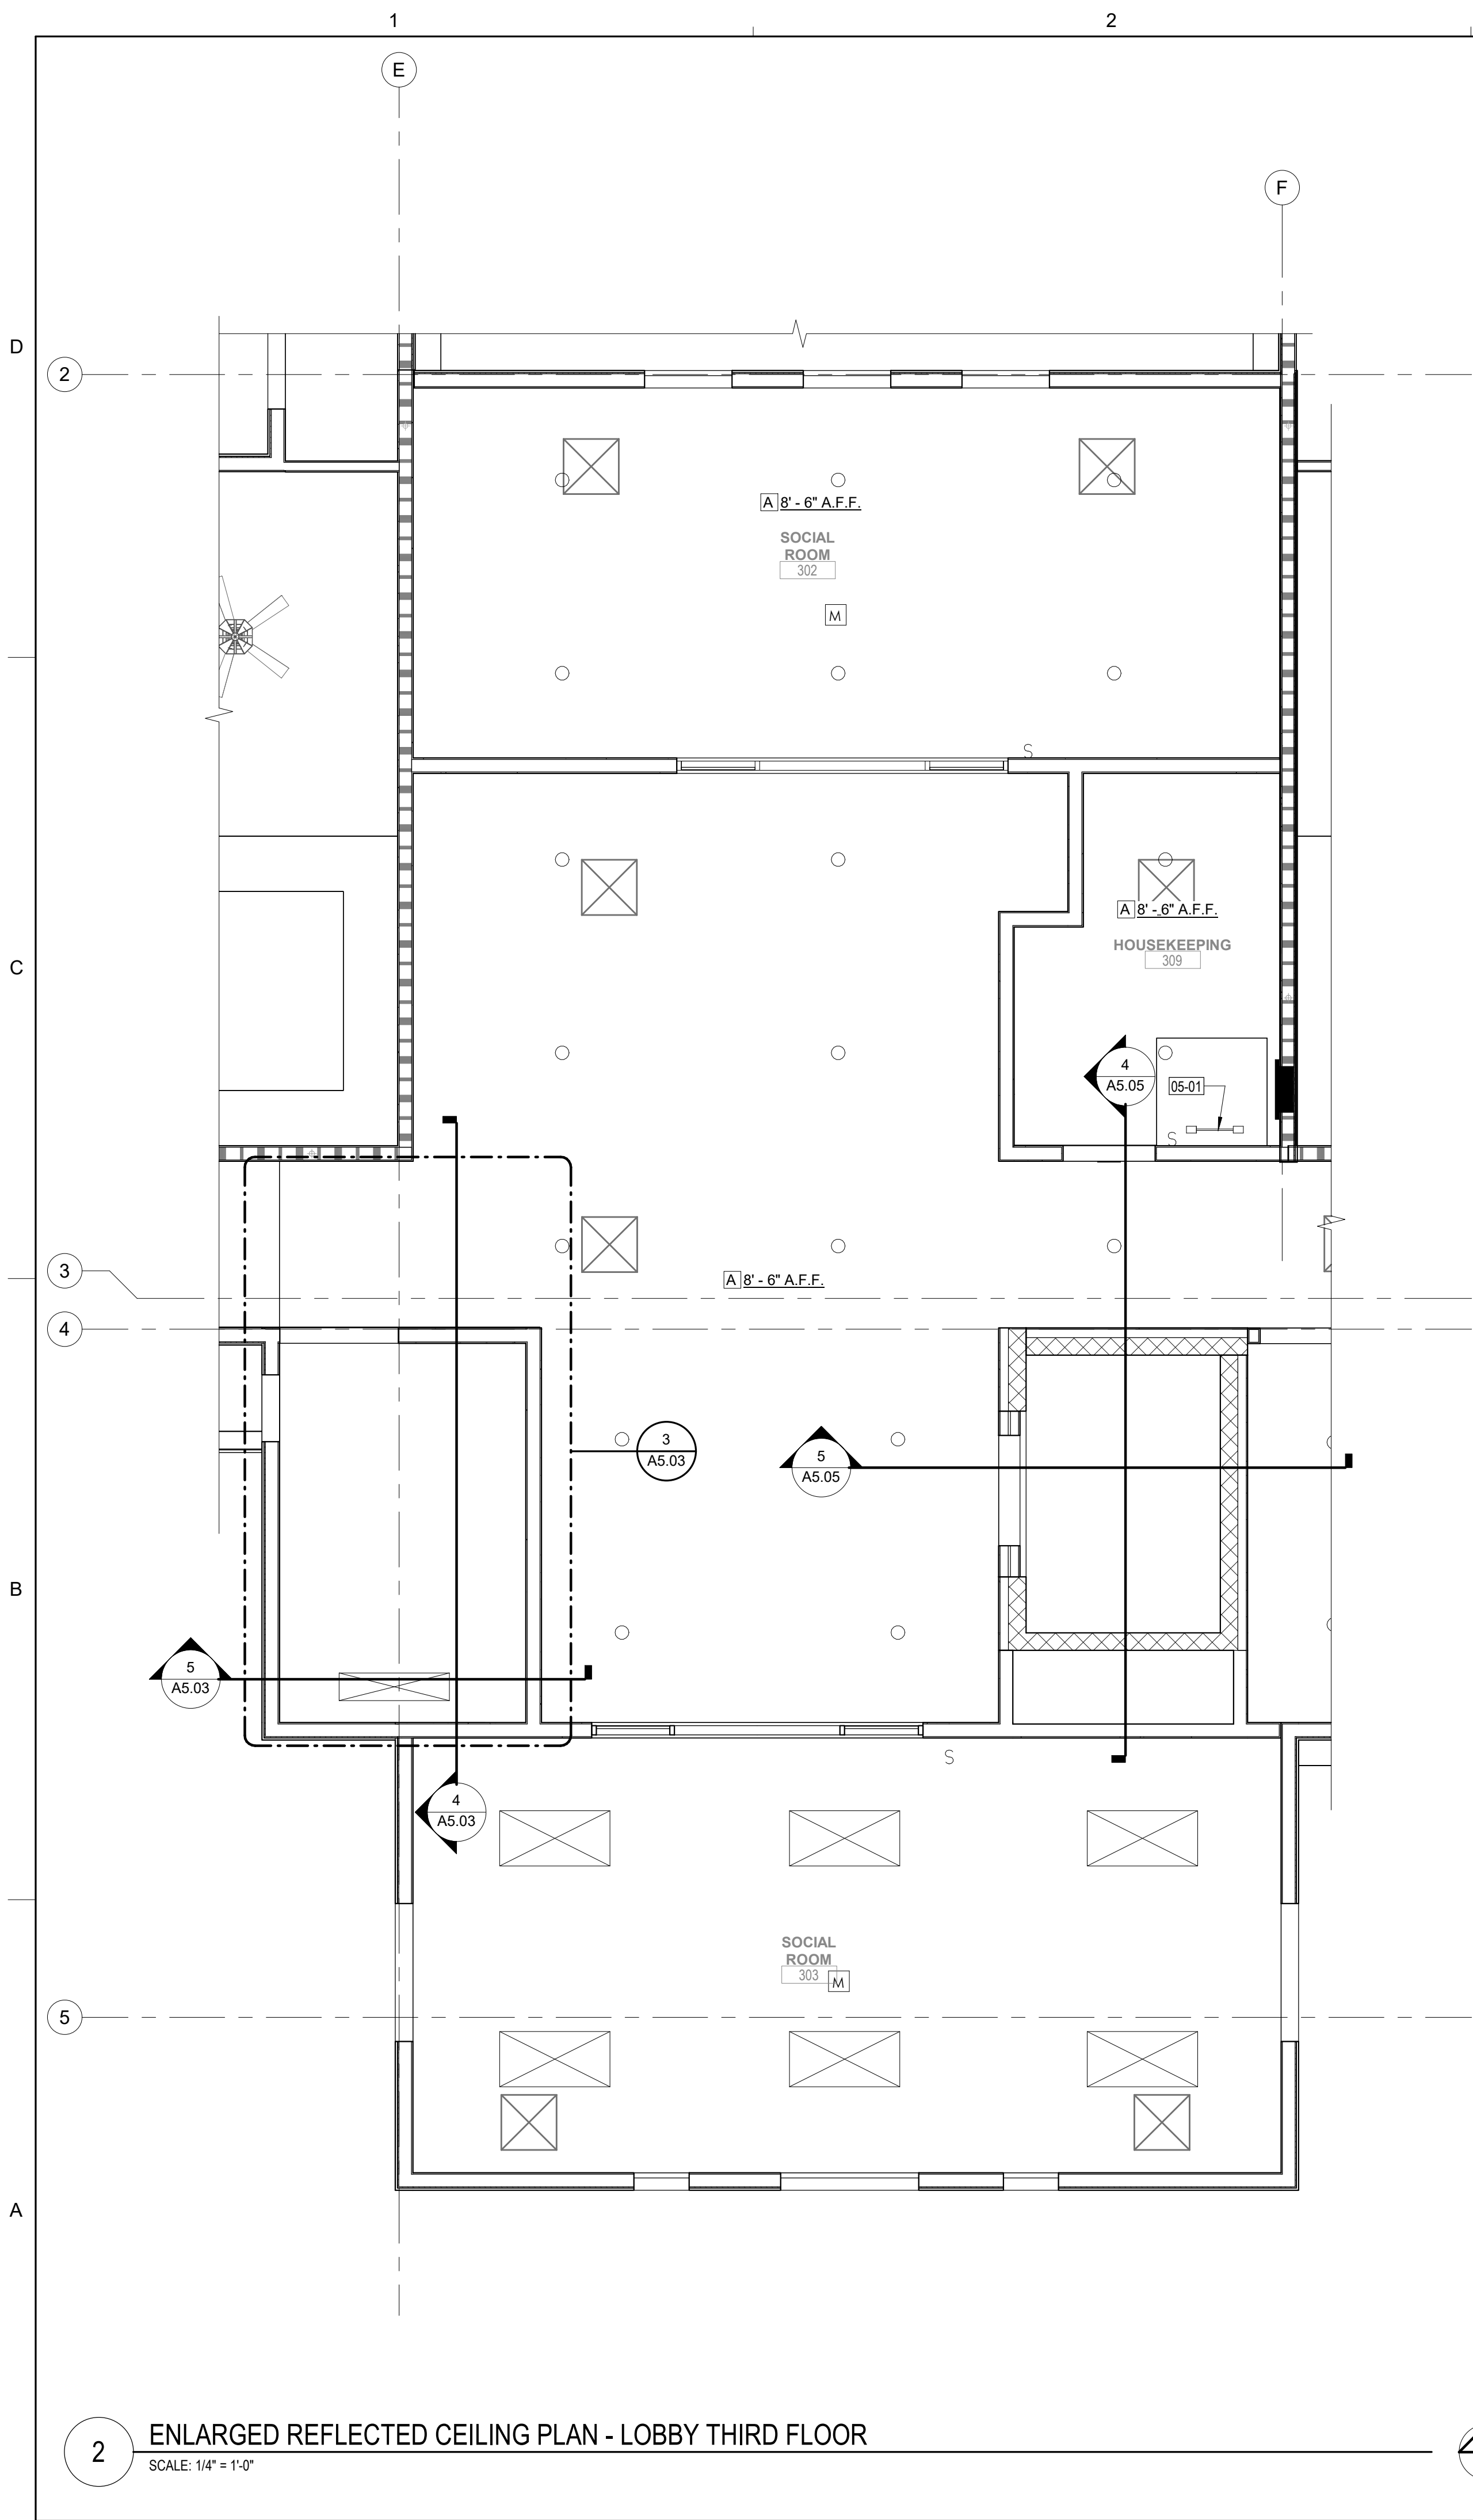 1
2
E
F
D
2
A 8' - 6" A.F.F.
SOCIAL
ROOM
302
M
S
C
A 8' - 6" A.F.F.
HOUSEKEEPING
309
4
A5.05
05-01
S
3
A 8' - 6" A.F.F.
4
3
A5.03
5
A5.05
B
5
A5.03
S
4
A5.03
SOCIAL
ROOM
303
M
5
A
2
ENLARGED REFLECTED CEILING PLAN - LOBBY THIRD FLOOR
SCALE: 1/4" = 1'-0"